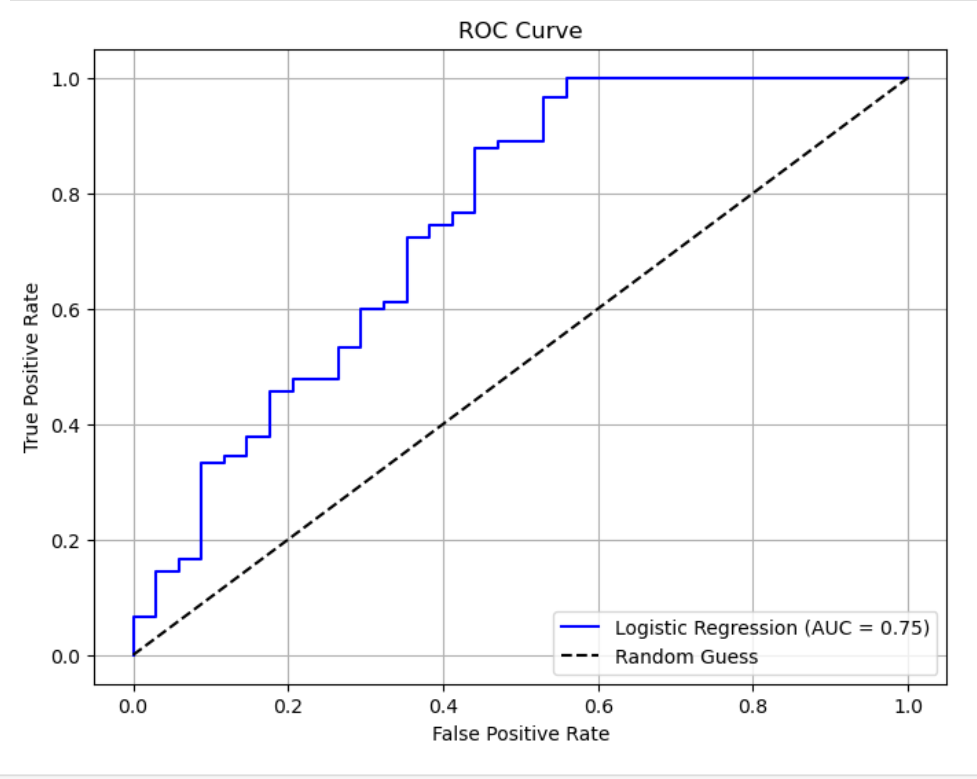 ROC Curve
1.0
0.8
0.6
0.4
0.2
0.0
True Positive Rate
Logistic Regression (AUC = 0.75)
Random Guess
0.0 0.2 0.4 0.6 0.8 1.0
False Positive Rate